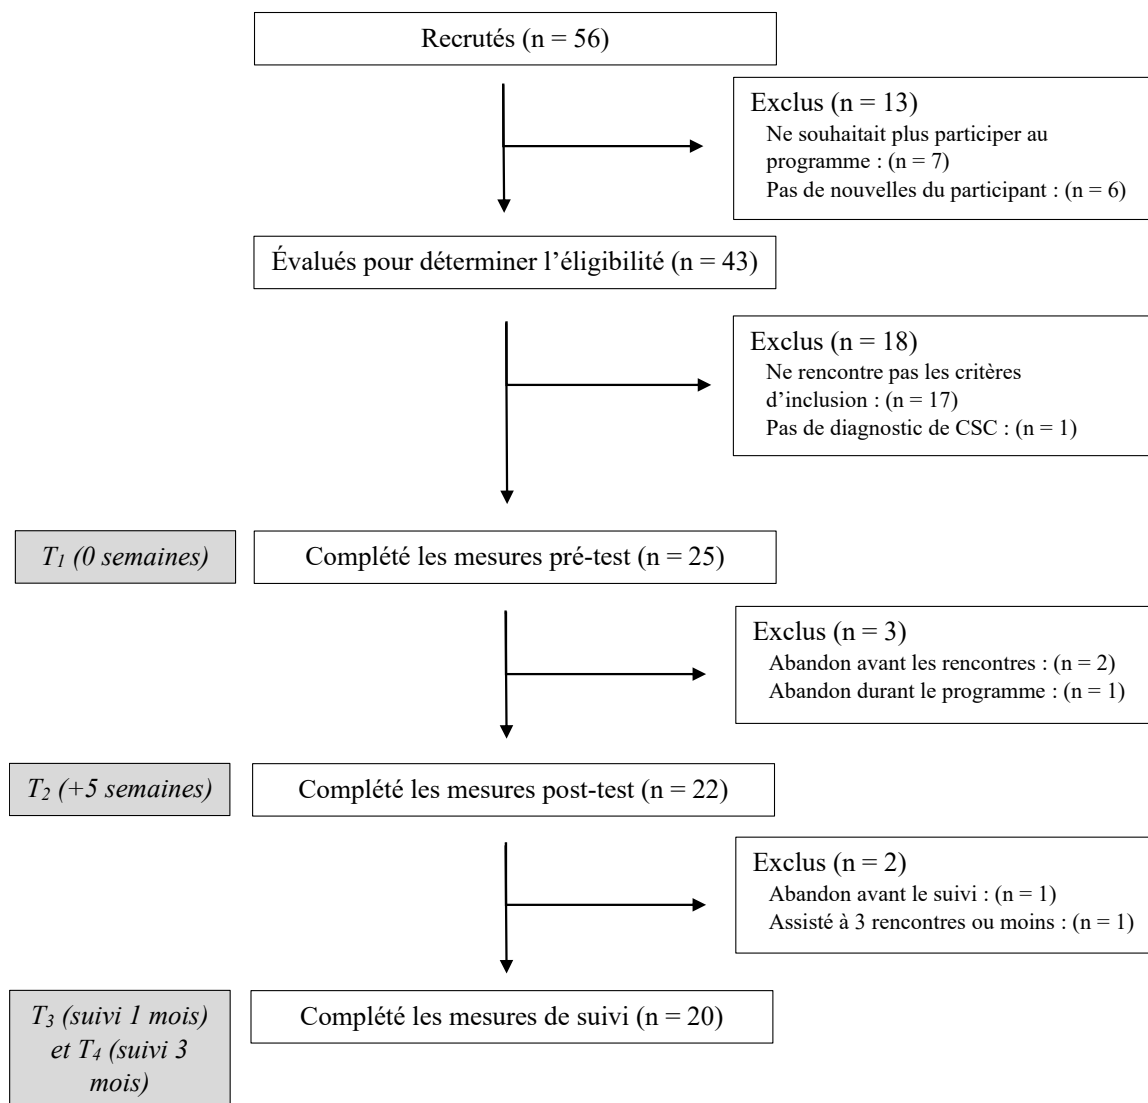 Recrutés (n = 56)
Exclus (n = 13)
Ne souhaitait plus participer au
programme : (n = 7)
Pas de nouvelles du participant : (n = 6)
Évalués pour déterminer l’éligibilité (n = 43)
Exclus (n = 18)
Ne rencontre pas les critères
d’inclusion : (n = 17)
Pas de diagnostic de CSC : (n = 1)
T1 (0 semaines)
Complété les mesures pré-test (n = 25)
Exclus (n = 3)
Abandon avant les rencontres : (n = 2)
Abandon durant le programme : (n = 1)
T2 (+5 semaines)
Complété les mesures post-test (n = 22)
Exclus (n = 2)
Abandon avant le suivi : (n = 1)
Assisté à 3 rencontres ou moins : (n = 1)
T3 (suivi 1 mois)
et T4 (suivi 3
mois)
Complété les mesures de suivi (n = 20)